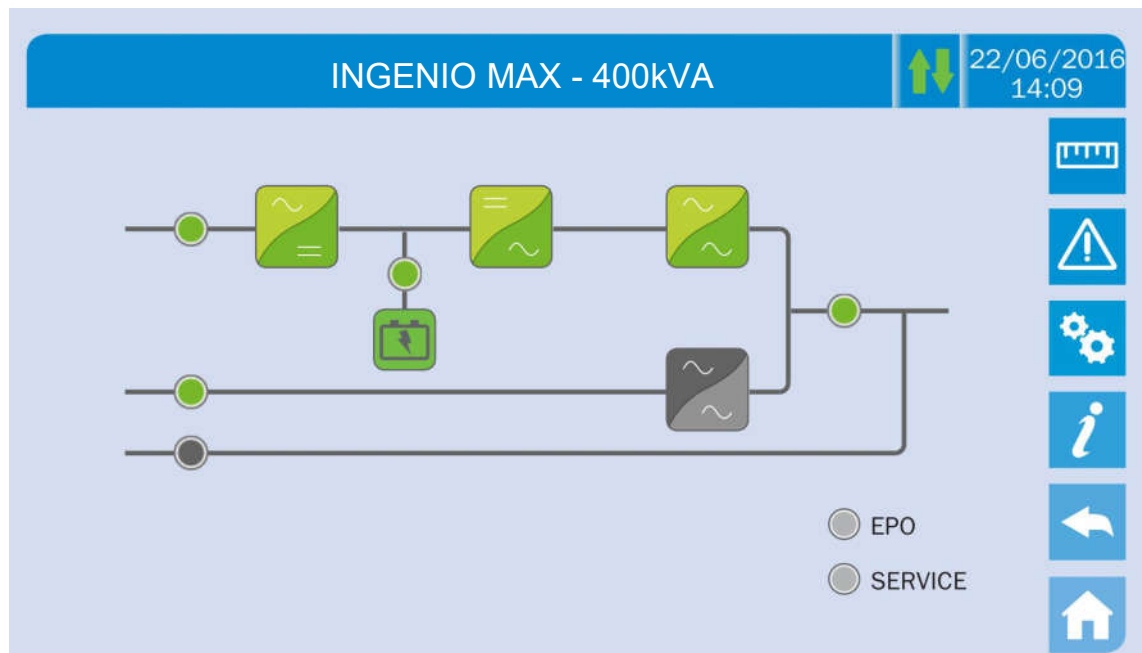 INGENIO MAX - 400kVA
22/06/2016
14:09
EPO
SERVICE